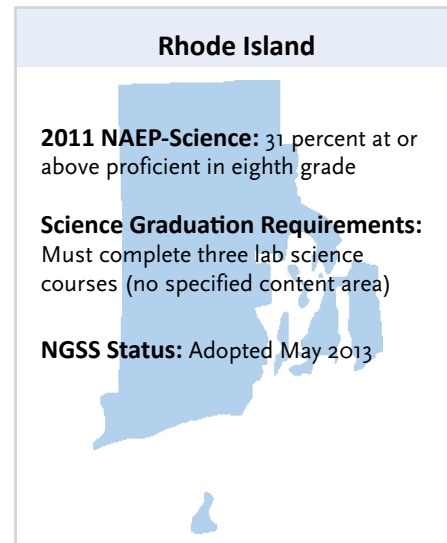 Rhode Island
2011 NAEP-Science: 31 percent at or
above proficient in eighth grade
Science Graduation Requirements:
Must complete three lab science
courses (no specified content area)
NGSS Status: Adopted May 2013